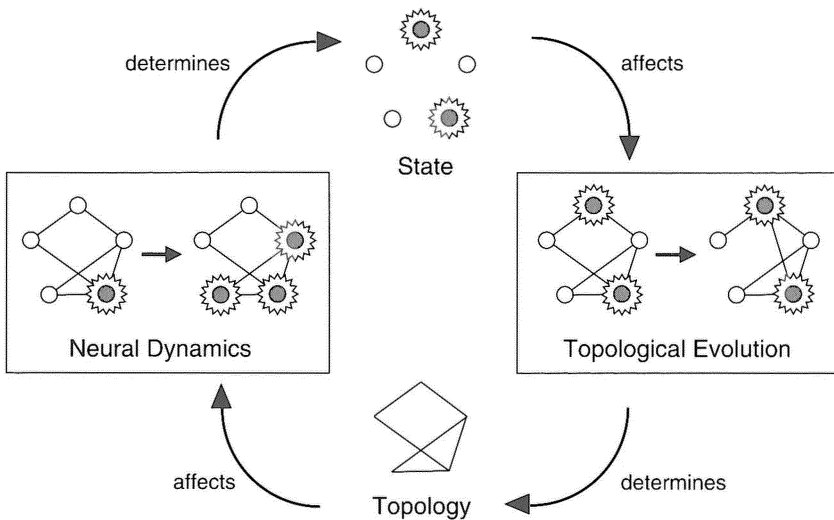 determines
affects
State
Neural Dynamics
Topological Evolution
affects
Topology
determines